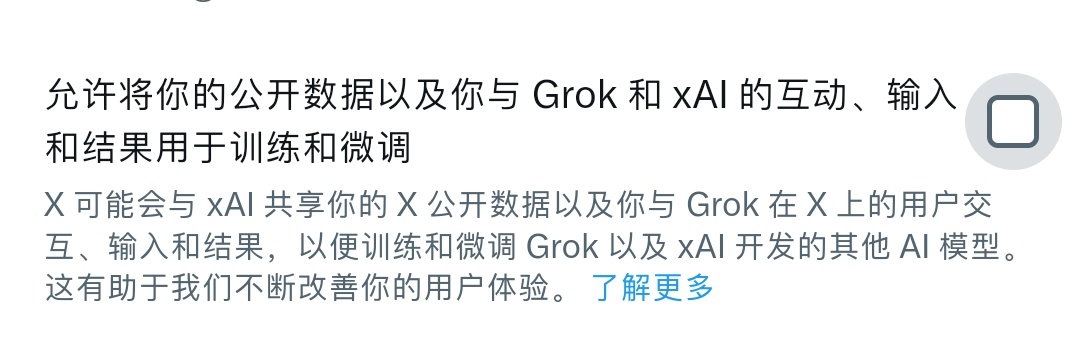 允许将你的公开数据以及你与 Grok 和 xAI 的互动、输入
和结果用于训练和微调
X 可能会与 xAI 共享你的 X 公开数据以及你与 Grok 在 X 上的用户交
互、输入和结果，以便训练和微调 Grok 以及 xAI 开发的其他 AI 模型。
这有助于我们不断改善你的用户体验。 了解更多